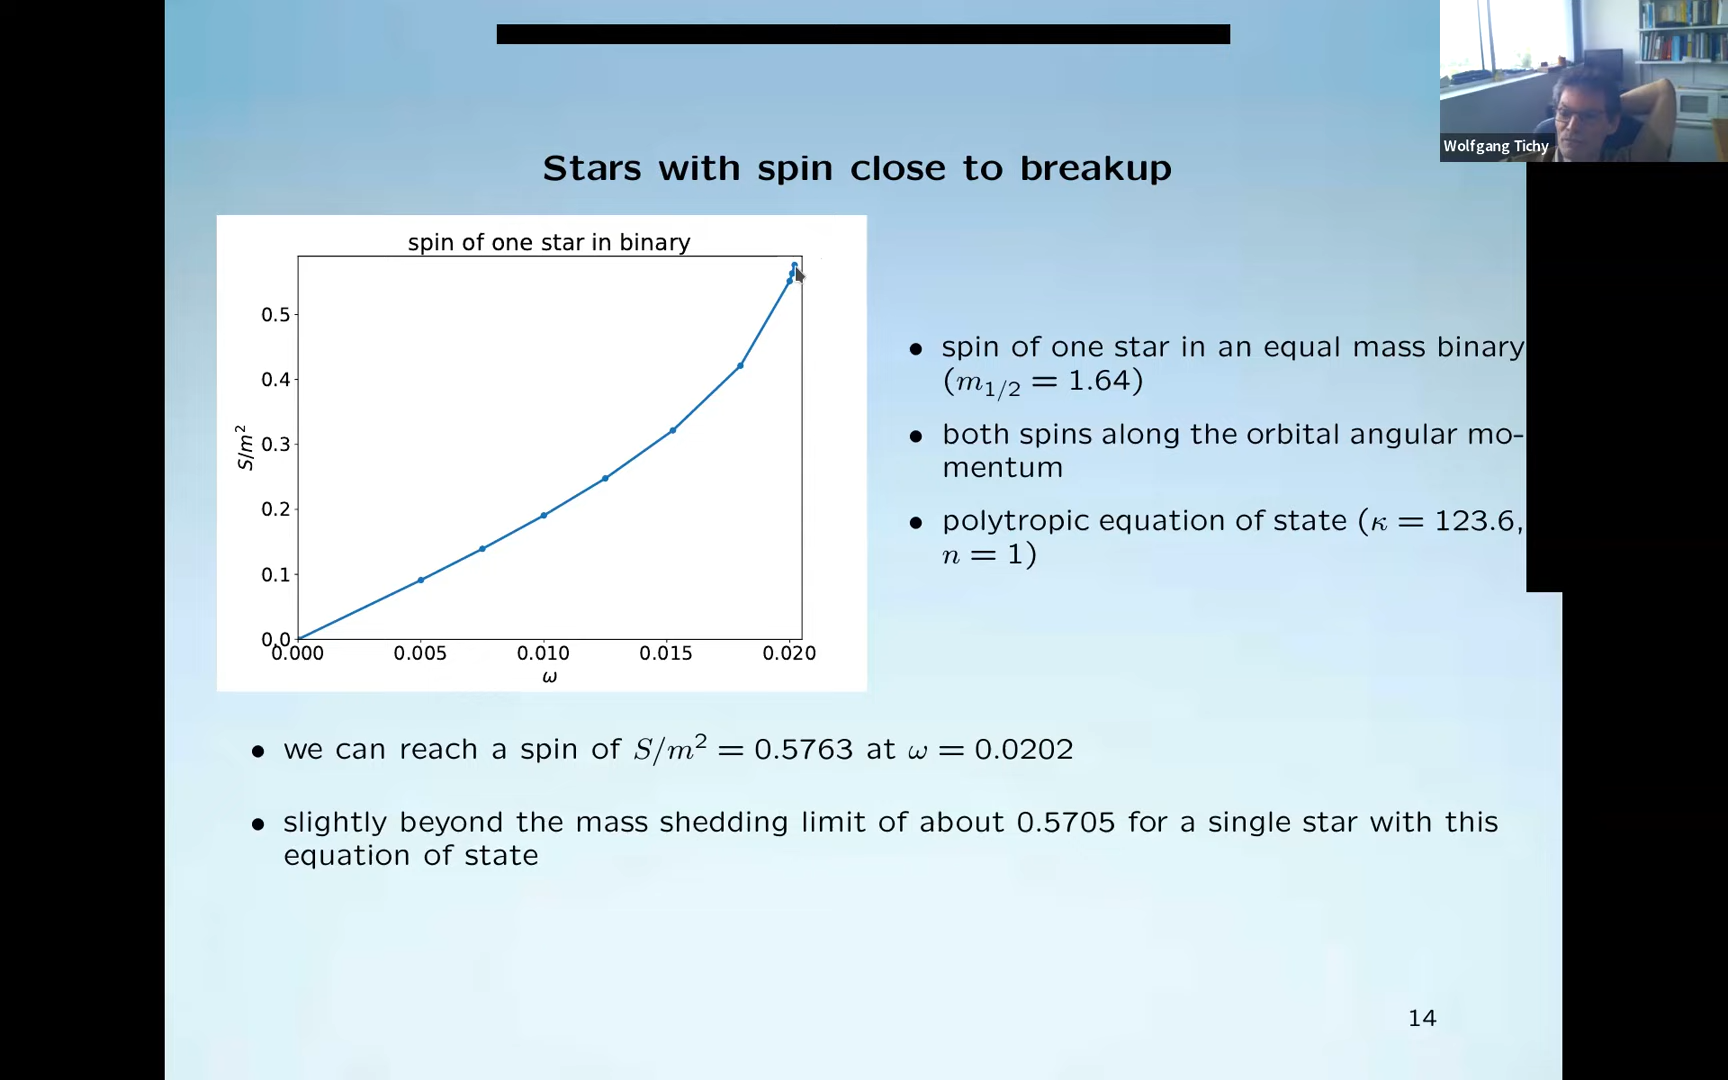 Wolfgang Tichy
Stars with spin close to breakup
spin of one star in binary
S/m²
0.5
0.4
0.3
0.2
0.1
0.0
0.000 0.005 0.010 0.015 0.020
ω
• spin of one star in an equal mass binary
(m₁/₂ = 1.64)
• both spins along the orbital angular mo-
mentum
• polytropic equation of state (κ = 123.6,
n = 1)
• we can reach a spin of S/m² = 0.5763 at ω = 0.0202
• slightly beyond the mass shedding limit of about 0.5705 for a single star with this
equation of state
14